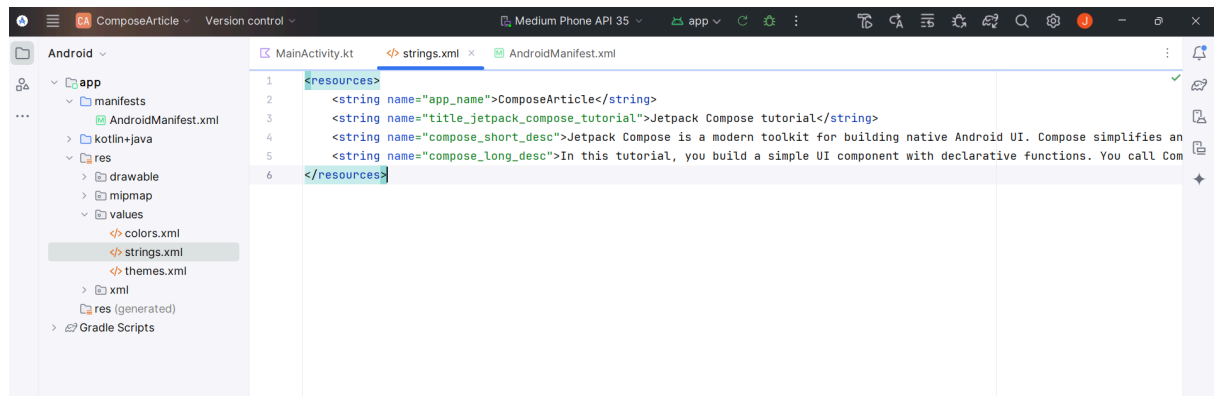 CA ComposeArticle Version control Medium Phone API 35 app J
Android
MainActivity.kt </> strings.xml AndroidManifest.xml
app
manifests
AndroidManifest.xml
kotlin+java
res
drawable
mipmap
values
</> colors.xml
</> strings.xml
</> themes.xml
xml
res (generated)
Gradle Scripts
1 <resources>
2 <string name="app_name">ComposeArticle</string>
3 <string name="title_jetpack_compose_tutorial">Jetpack Compose tutorial</string>
4 <string name="compose_short_desc">Jetpack Compose is a modern toolkit for building native Android UI. Compose simplifies an
5 <string name="compose_long_desc">In this tutorial, you build a simple UI component with declarative functions. You call Com
6 </resources>